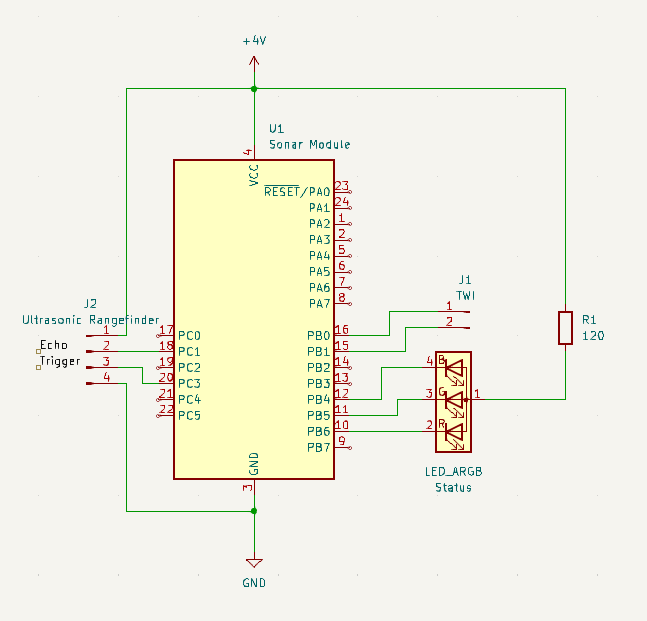 +4V
U1
Sonar Module
4
VCC
RESET/PA0 23
PA1 24
PA2 1
PA3 2
PA4 5
PA5 6
PA6 7
PA7 8
J1
TWI
1
2
J2
Ultrasonic Rangefinder
1
Echo 2
Trigger 3
4
17 PC0
18 PC1
19 PC2
20 PC3
21 PC4
22 PC5
PB0 16
PB1 15
PB2 14
PB3 13
PB4 12
PB5 11
PB6 10
PB7 9
4 B
3 G 1
2 R
R1
120
GND
3
LED_ARGB
Status
GND